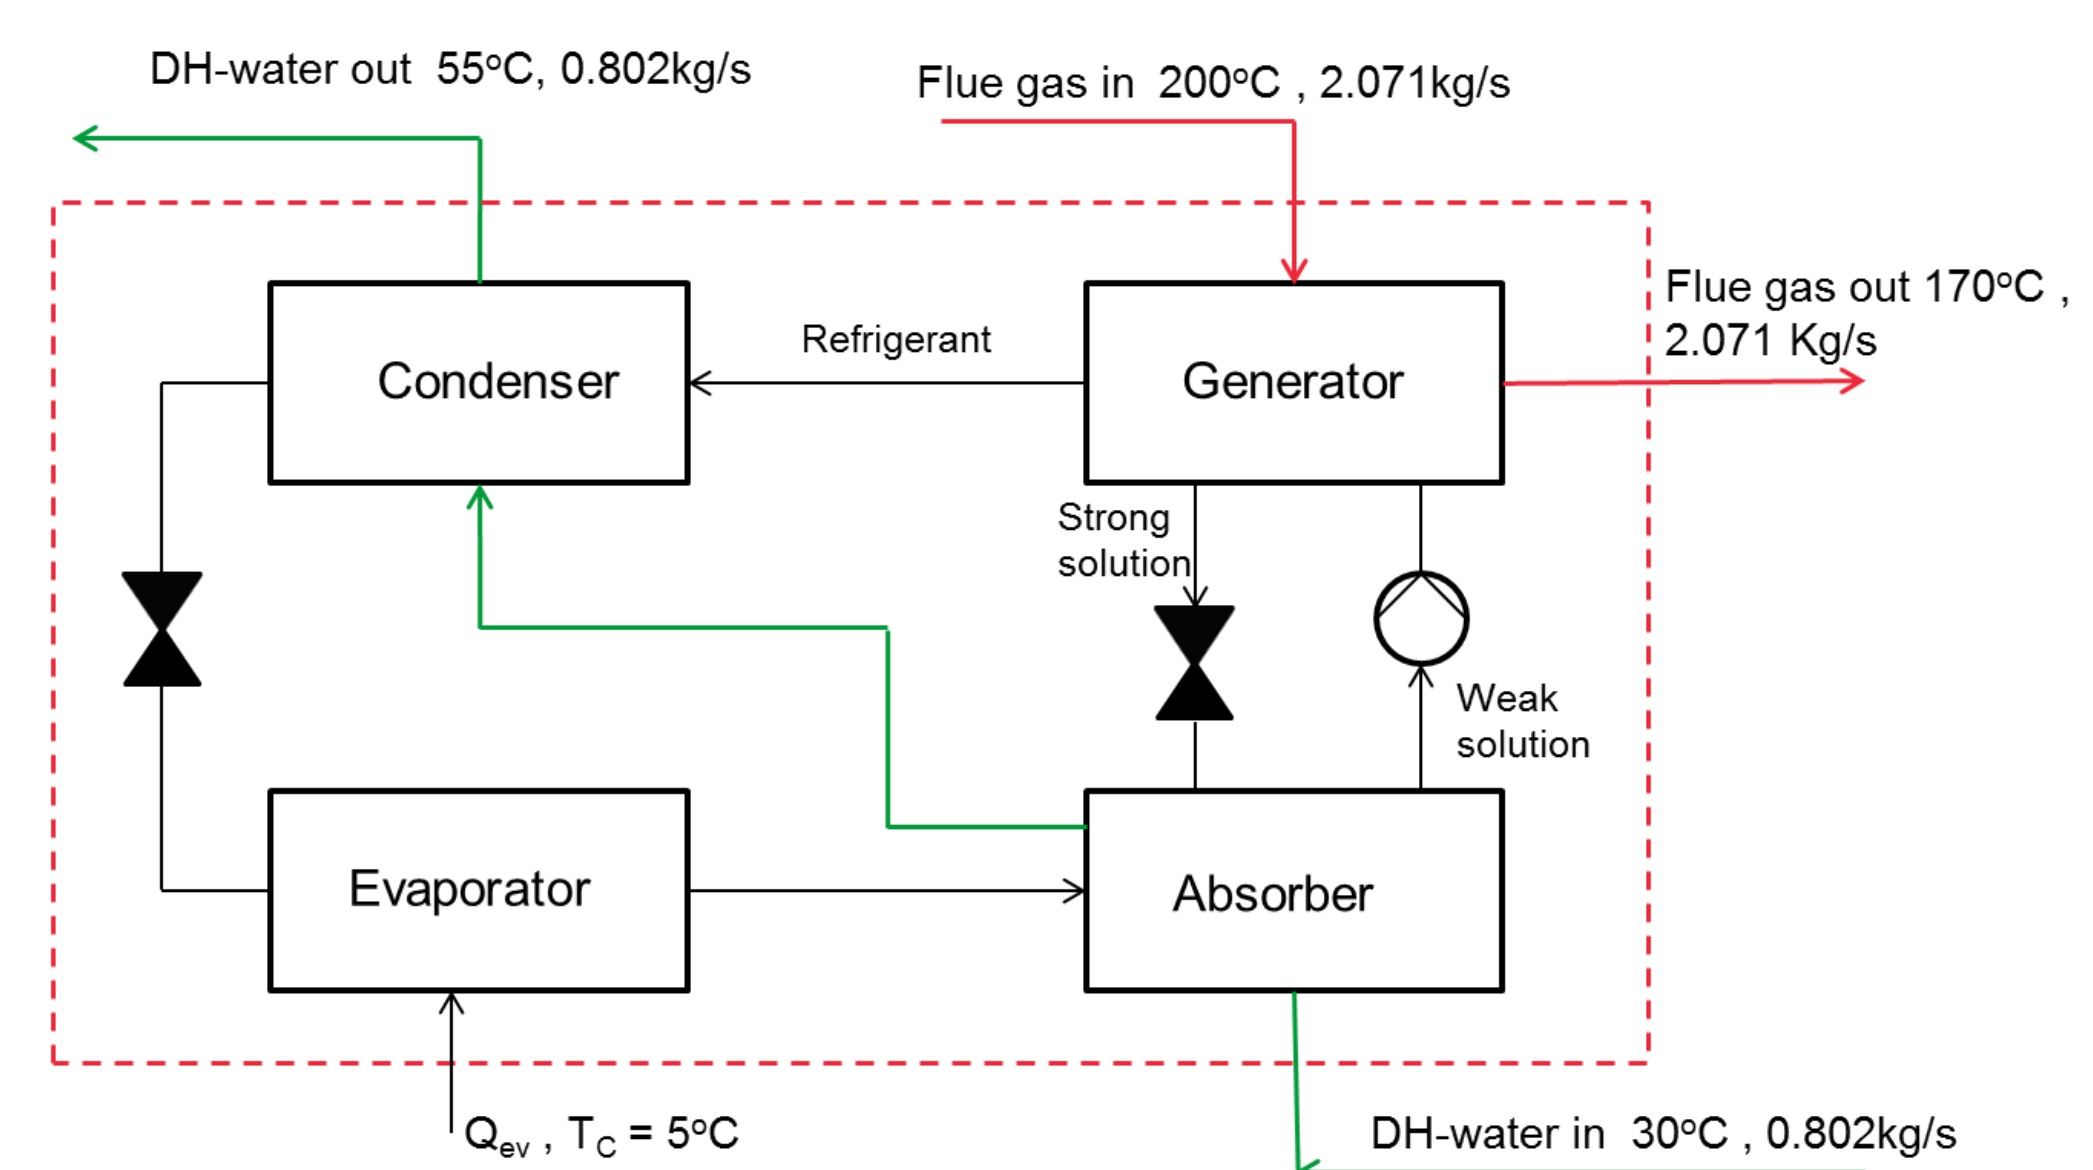 DH-water out 55°C, 0.802kg/s
Flue gas in 200°C , 2.071kg/s
Flue gas out 170°C ,
2.071 Kg/s
Condenser
Refrigerant
Generator
Strong
solution
Weak
solution
Evaporator
Absorber
Qev , TC = 5°C
DH-water in 30°C , 0.802kg/s